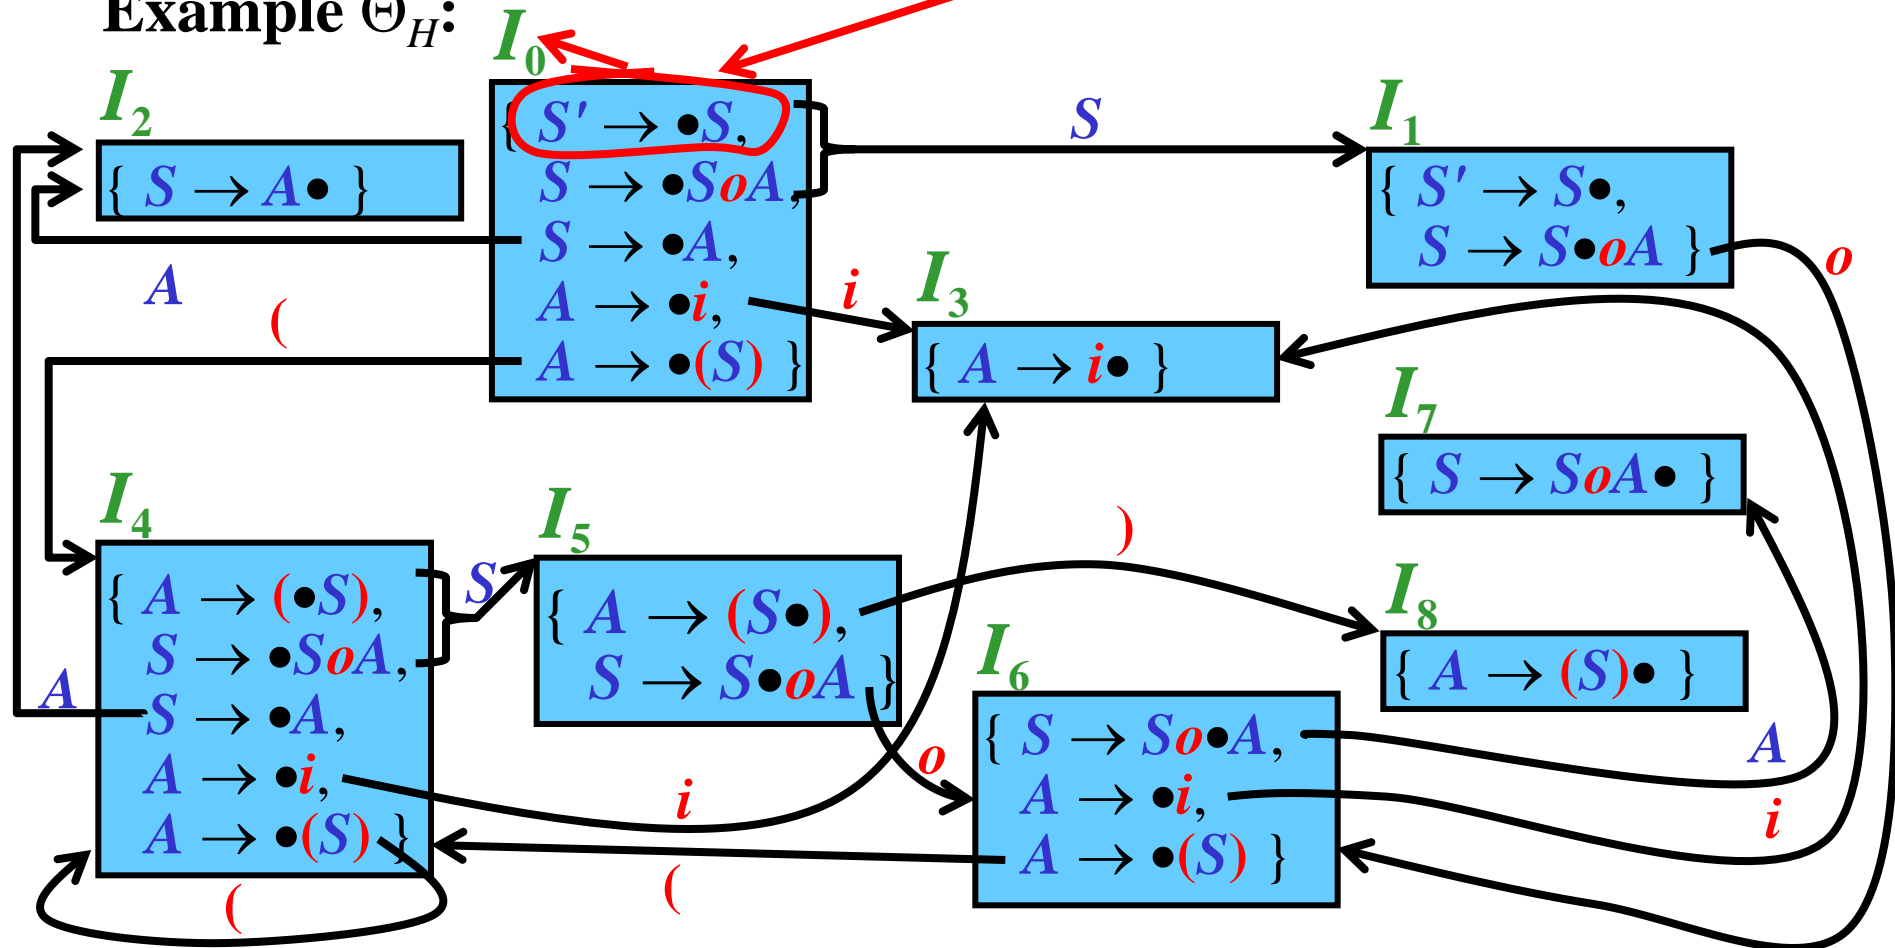 Example Θ_H:
I_0
{ S' → •S,
S → •SoA,
S → •A,
A → •i,
A → •(S) }
S
I_1
{ S' → S•,
S → S•oA }
o
I_2
{ S → A• }
A
(
i
I_3
{ A → i• }
I_7
{ S → SoA• }
I_4
{ A → (•S),
S → •SoA,
S → •A,
A → •i,
A → •(S) }
A
S
(
I_5
{ A → (S•),
S → S•oA }
)
o
i
(
I_8
{ A → (S)• }
I_6
{ S → So•A,
A → •i,
A → •(S) }
A
i